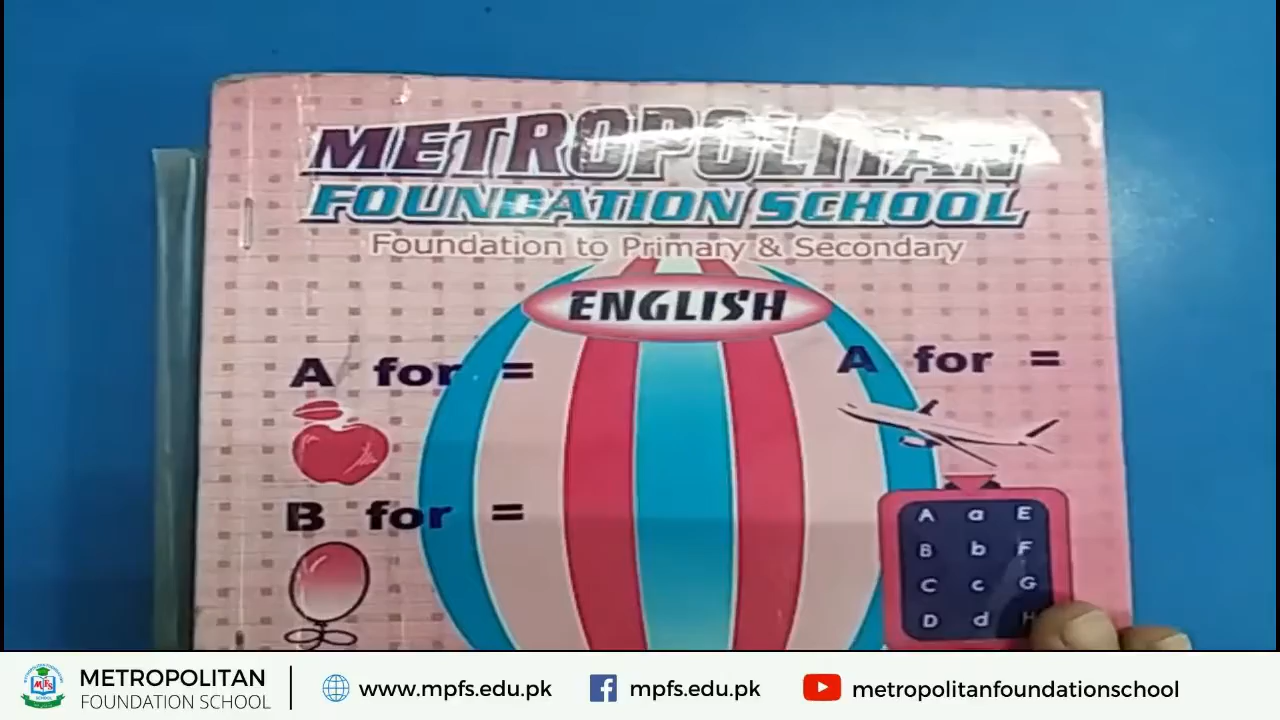 METROPOLITAN
FOUNDATION SCHOOL
Foundation to Primary & Secondary
ENGLISH
A for =
A for =
B for =
A a E
B b F
C c G
D d H
METROPOLITAN
FOUNDATION SCHOOL
www.mpfs.edu.pk
mpfs.edu.pk
metropolitanfoundationschool